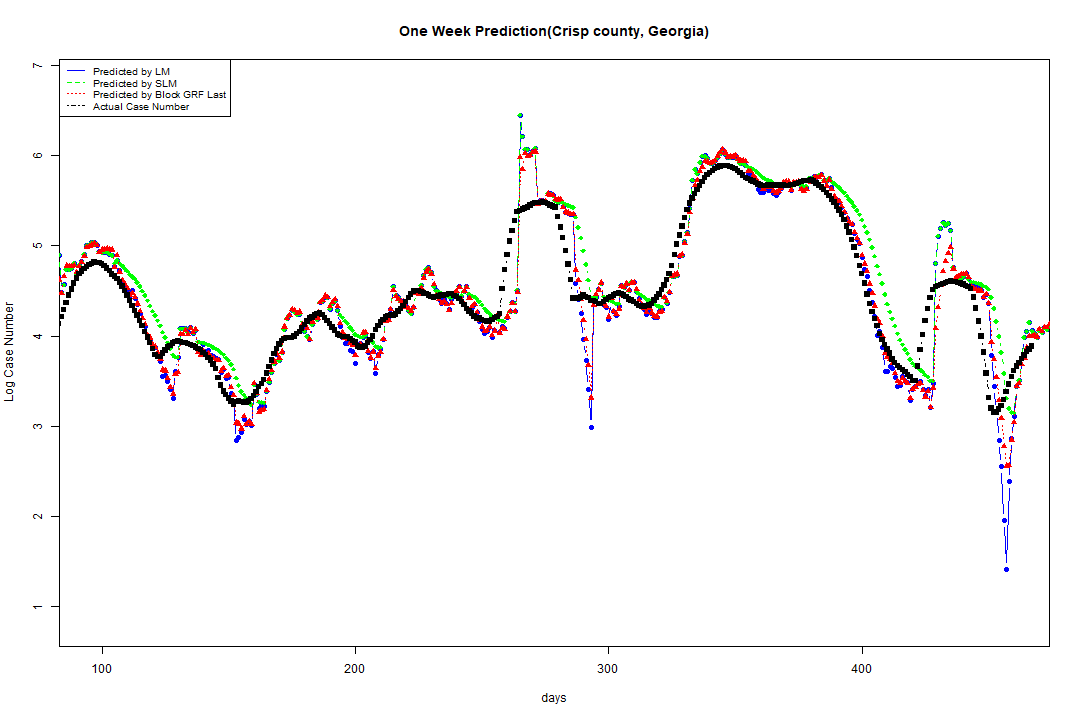 One Week Prediction(Crisp county, Georgia)
Predicted by LM
Predicted by SLM
Predicted by Block GRF Last
Actual Case Number
7
6
5
4
3
2
1
Log Case Number
100 200 300 400
days